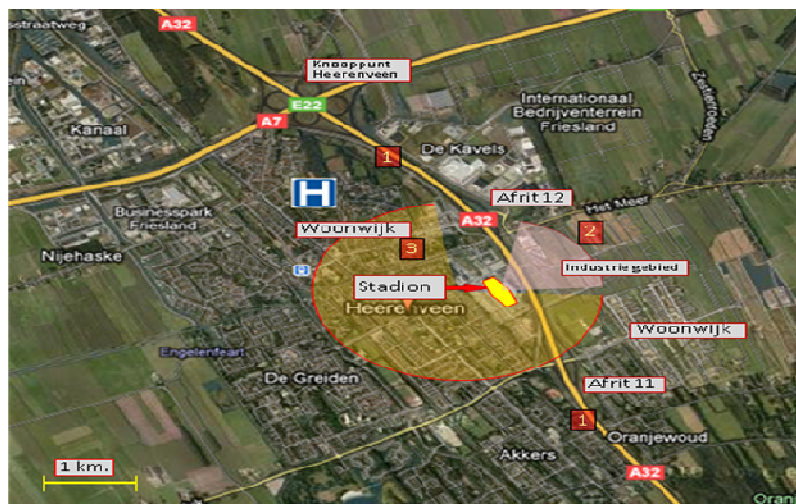 A32
Knooppunt
Heerenveen
E22
A7
Kanaal
Internationaal
Bedrijventerrein
Friesland
1
De Kavels
H
Afrit 12
Het Meer
A32
Businesspark
Friesland
Woonwijk
3
2
Nijehaske
Industriegebied
Stadion
Heerenveen
Woonwijk
Engelenfeart
De Greiden
Afrit 11
1
Oranjewoud
Akkers
1 km.
A32